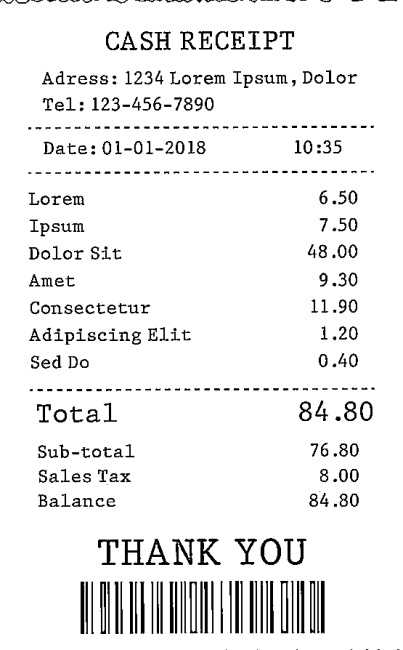 CASH RECEIPT
Adress: 1234 Lorem Ipsum, Dolor
Tel: 123-456-7890
Date: 01-01-2018 10:35
Lorem 6.50
Ipsum 7.50
Dolor Sit 48.00
Amet 9.30
Consectetur 11.90
Adipiscing Elit 1.20
Sed Do 0.40
Total 84.80
Sub-total 76.80
Sales Tax 8.00
Balance 84.80
THANK YOU